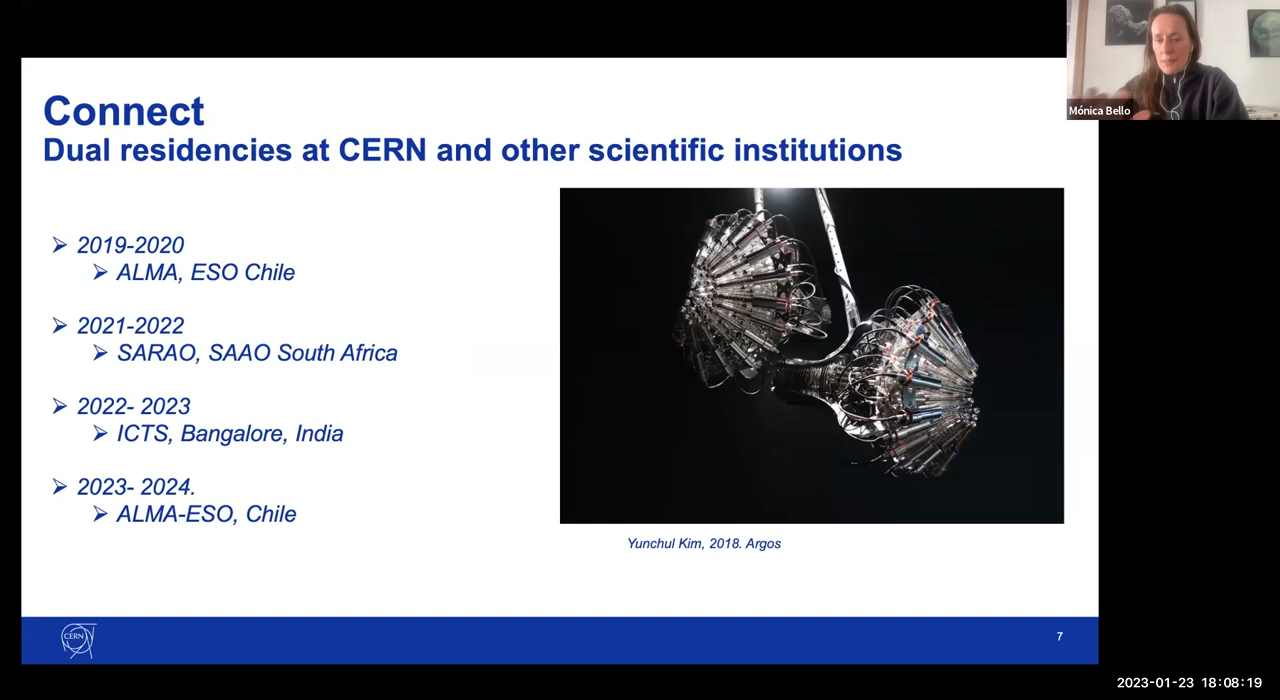 Connect
Dual residencies at CERN and other scientific institutions
➢ 2019-2020
➢ ALMA, ESO Chile
➢ 2021-2022
➢ SARAO, SAAO South Africa
➢ 2022- 2023
➢ ICTS, Bangalore, India
➢ 2023- 2024.
➢ ALMA-ESO, Chile
Yunchul Kim, 2018. Argos
CERN
7
Mónica Bello
2023-01-23 18:08:19